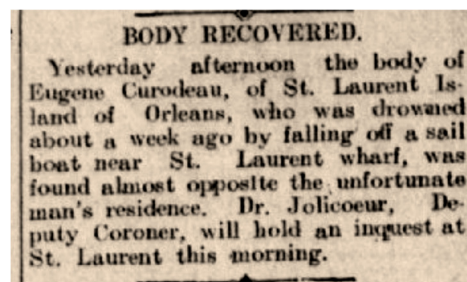 BODY RECOVERED.
Yesterday afternoon the body of
Eugene Curodeau, of St. Laurent Is-
land of Orleans, who was drowned
about a week ago by falling off a sail
boat near St. Laurent wharf, was
found almost opposite the unfortunate
man's residence. Dr. Jolicoeur, De-
puty Coroner, will hold an inquest at
St. Laurent this morning.